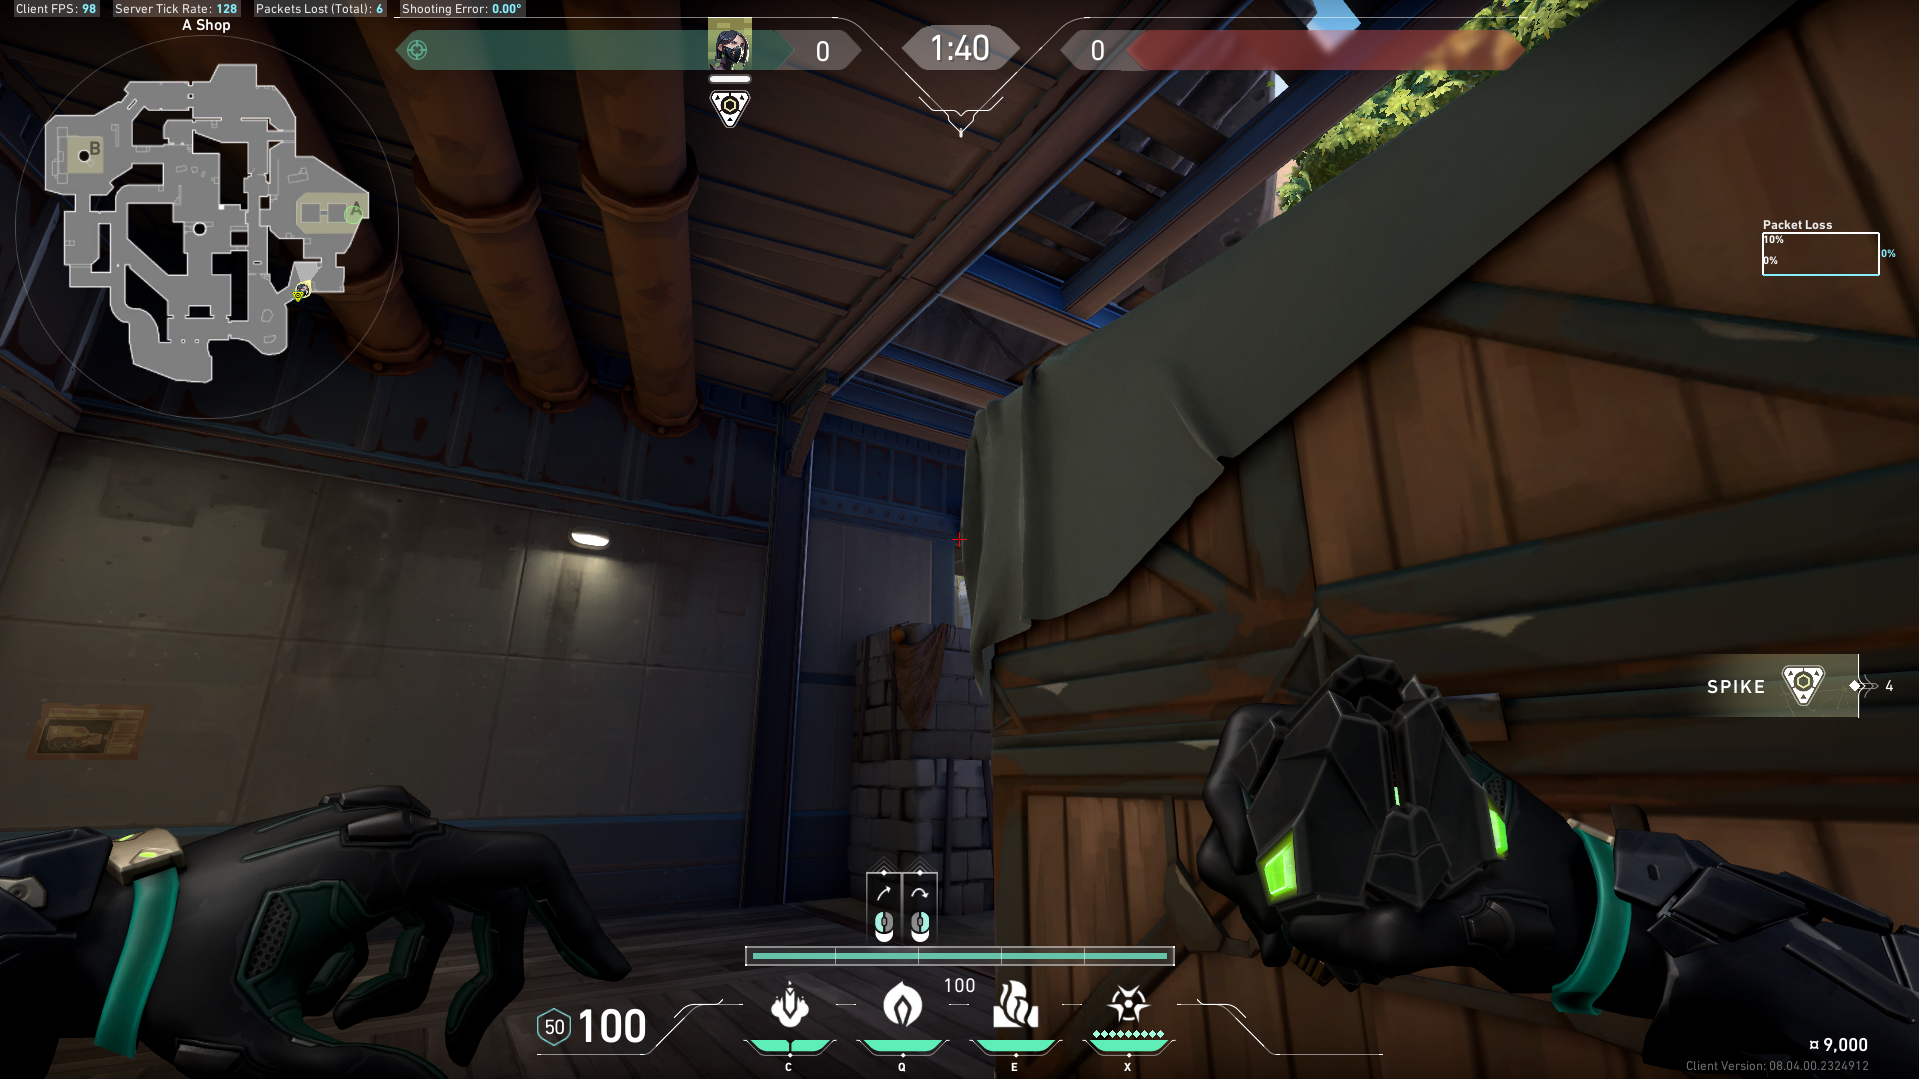 Client FPS: 98 Server Tick Rate: 128 Packets Lost (Total): 6 Shooting Error: 0.00°
A Shop
0 1:40 0
B
A
Packet Loss
10%
0%
0%
SPIKE 4
100
50 100
C Q E X
¤ 9,000
Client Version: 08.04.00.2324912